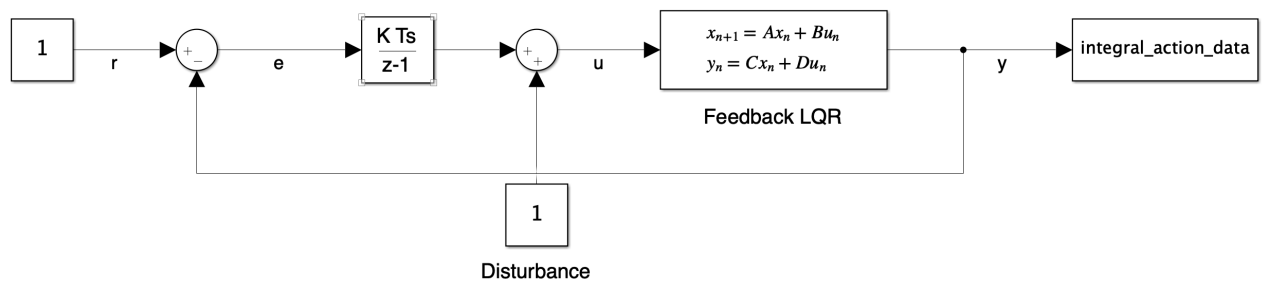 1
r
+
−
e
K Ts
z-1
+
+
u
xn+1 = Axn + Bun
yn = Cxn + Dun
Feedback LQR
y
integral_action_data
1
Disturbance